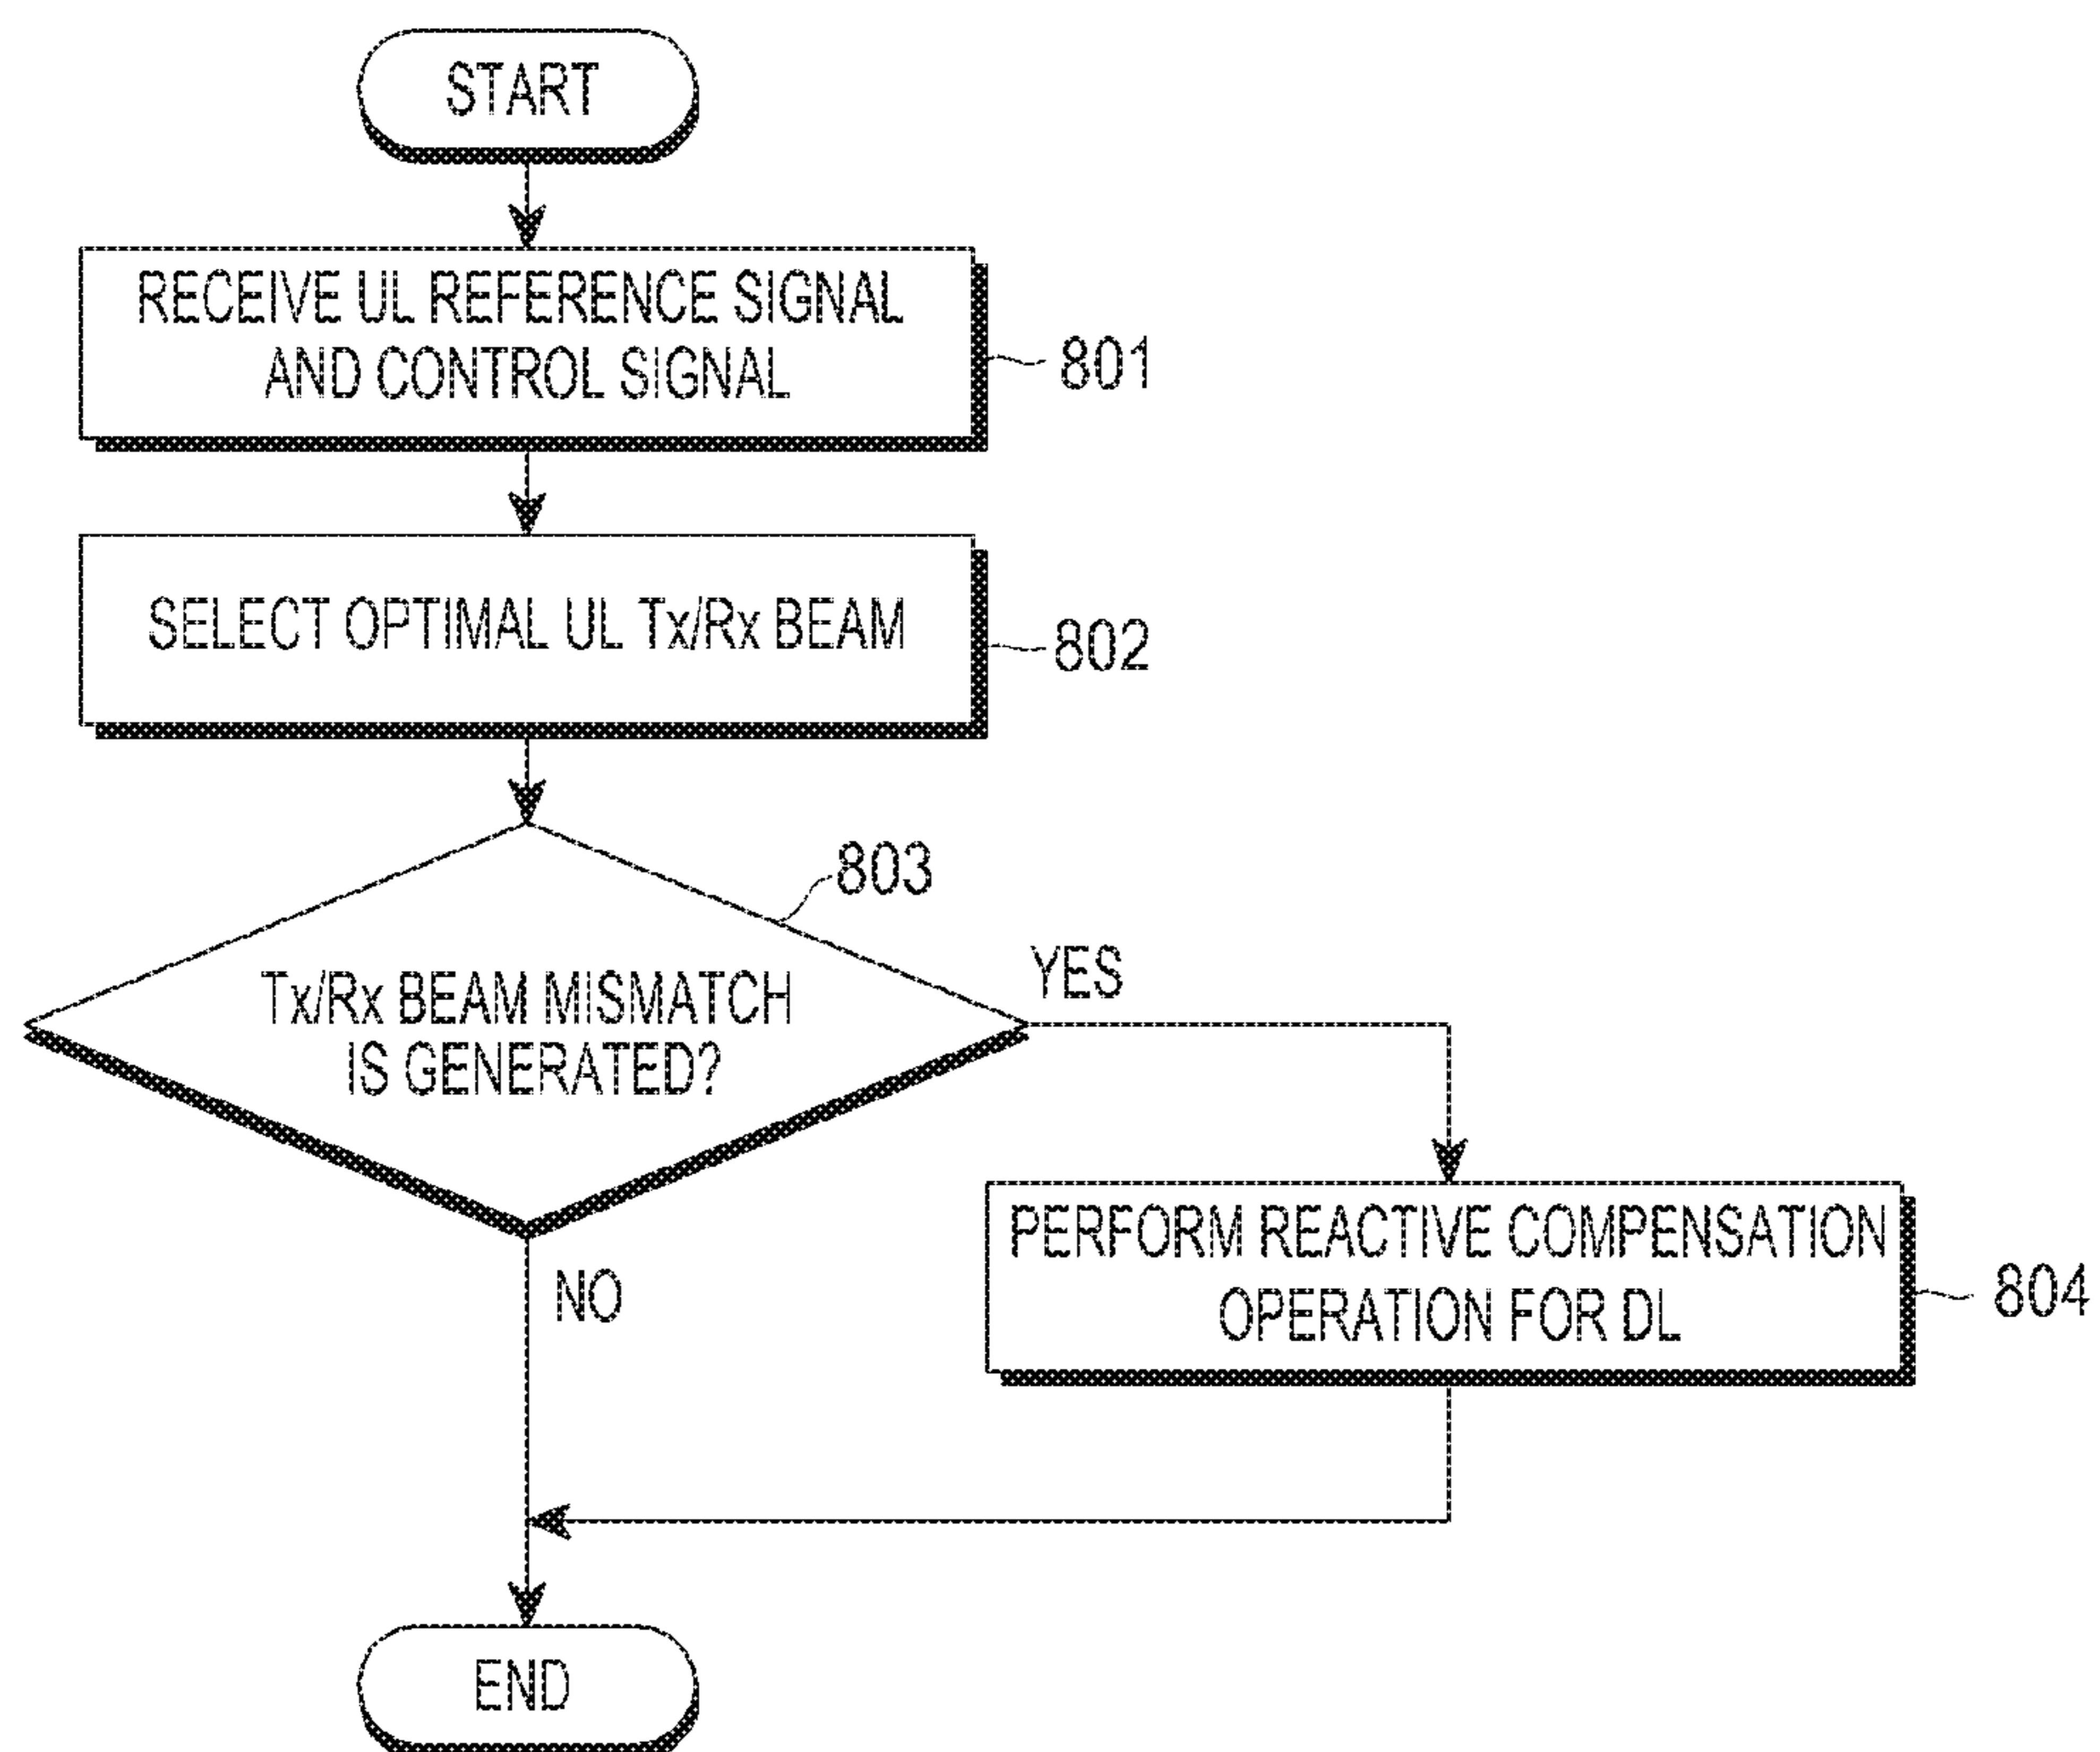 START
RECEIVE UL REFERENCE SIGNAL
AND CONTROL SIGNAL
801
SELECT OPTIMAL UL Tx/Rx BEAM
802
803
Tx/Rx BEAM MISMATCH
IS GENERATED?
YES
NO
PERFORM REACTIVE COMPENSATION
OPERATION FOR DL
804
END